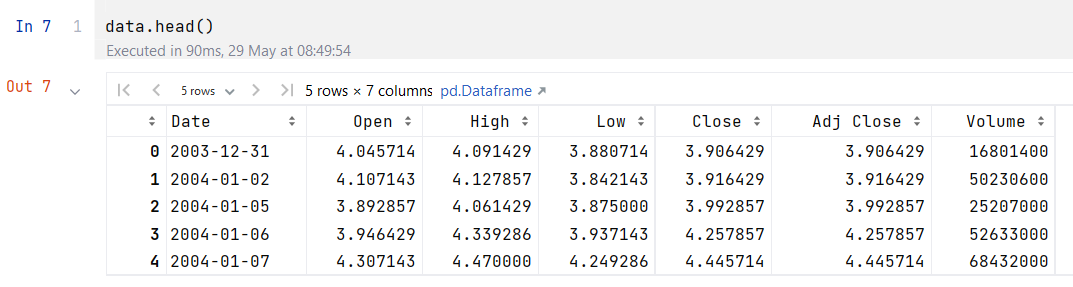 In 7 1 data.head()
Executed in 90ms, 29 May at 08:49:54
Out 7 5 rows 5 rows × 7 columns pd.Dataframe
Date Open High Low Close Adj Close Volume
0 2003-12-31 4.045714 4.091429 3.880714 3.906429 3.906429 16801400
1 2004-01-02 4.107143 4.127857 3.842143 3.916429 3.916429 50230600
2 2004-01-05 3.892857 4.061429 3.875000 3.992857 3.992857 25207000
3 2004-01-06 3.946429 4.339286 3.937143 4.257857 4.257857 52633000
4 2004-01-07 4.307143 4.470000 4.249286 4.445714 4.445714 68432000